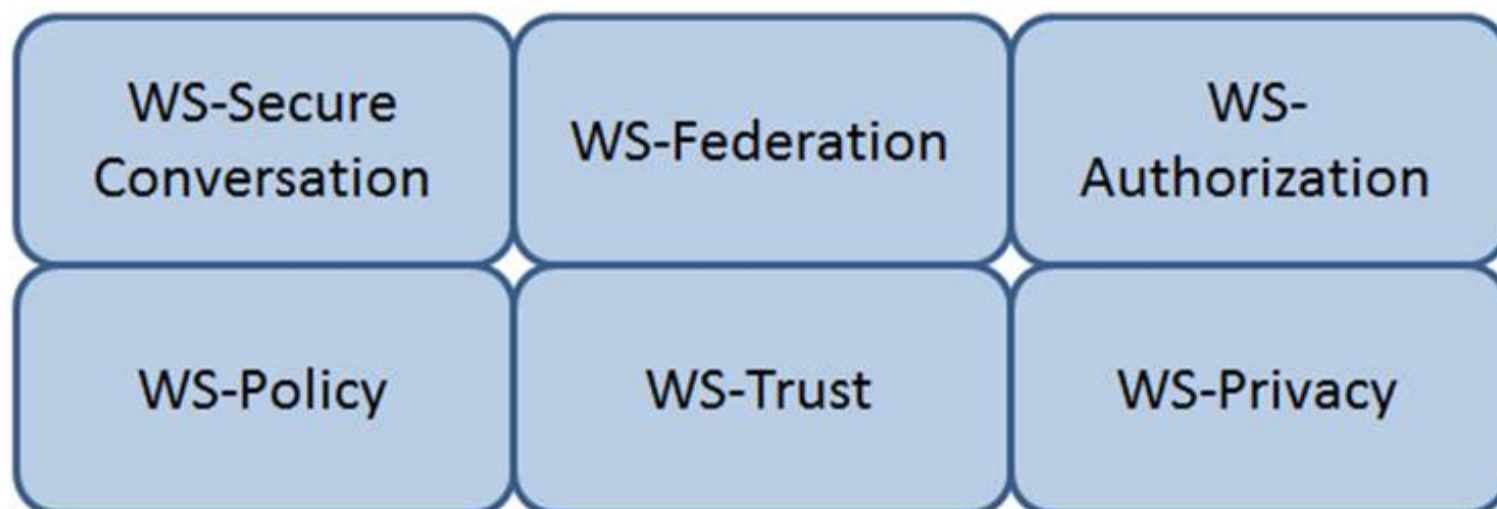 WS-Secure
Conversation
WS-Federation
WS-
Authorization
WS-Policy
WS-Trust
WS-Privacy